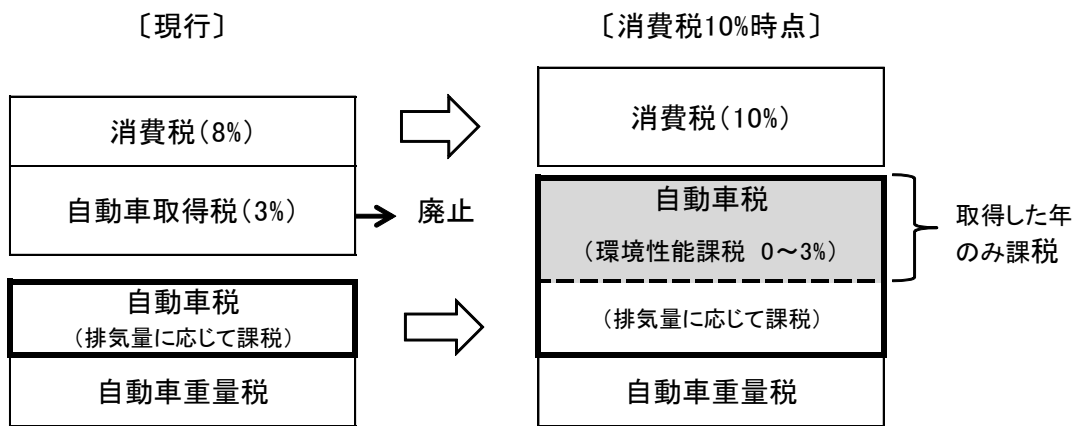 〔現行〕
消費税（8%）
自動車取得税（3%）
廃止
自動車税
（排気量に応じて課税）
自動車重量税
〔消費税10%時点〕
消費税（10%）
自動車税
（環境性能課税 0～3%）
取得した年
のみ課税
（排気量に応じて課税）
自動車重量税